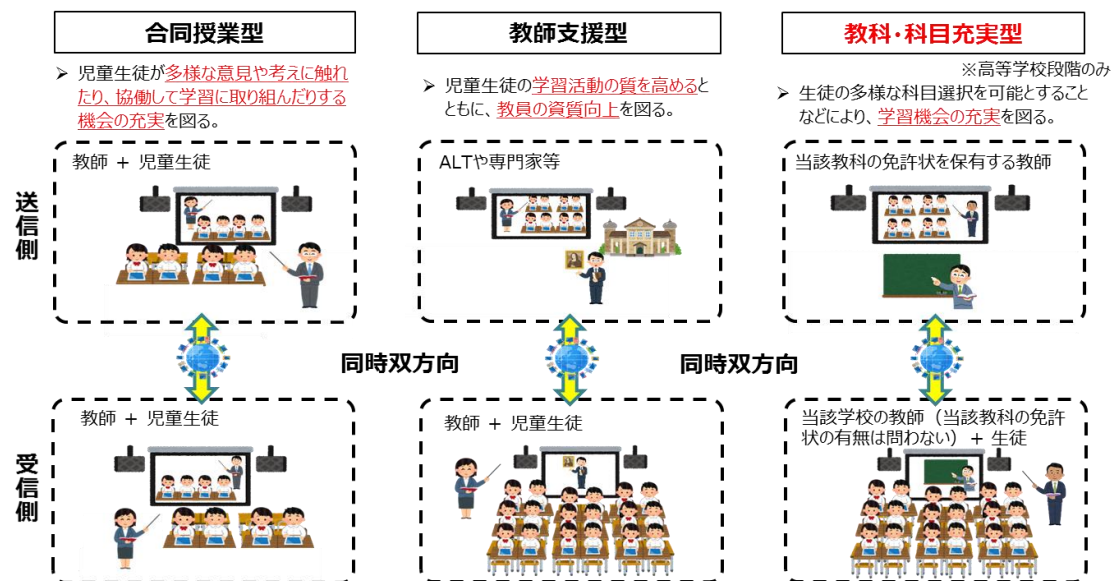 合同授業型
教師支援型
教科・科目充実型
➢ 児童生徒が多様な意見や考えに触れ
たり、協働して学習に取り組んだりする
機会の充実を図る。
➢ 児童生徒の学習活動の質を高めると
ともに、教員の資質向上を図る。
※高等学校段階のみ
➢ 生徒の多様な科目選択を可能とすること
などにより、学習機会の充実を図る。
送信側
教師 + 児童生徒
ALTや専門家等
当該教科の免許状を保有する教師
同時双方向
同時双方向
受信側
教師 + 児童生徒
教師 + 児童生徒
当該学校の教師（当該教科の免許
状の有無は問わない）+ 生徒